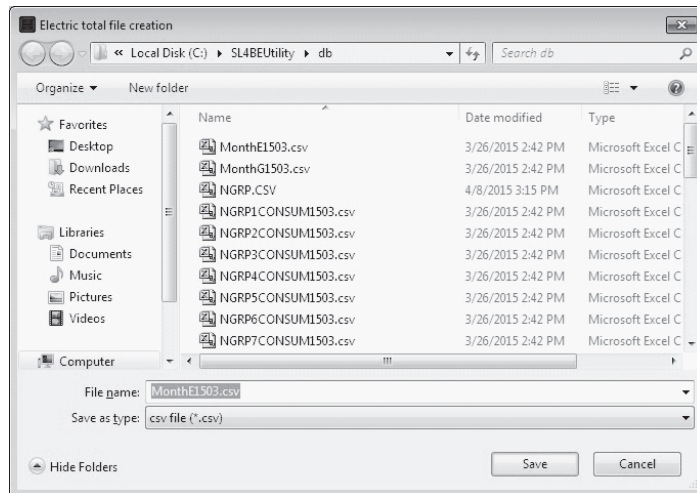 Electric total file creation
« Local Disk (C:) ▸ SL4BEUtility ▸ db
Search db
Organize
New folder
Name
Date modified
Type
Favorites
Desktop
Downloads
Recent Places
Libraries
Documents
Music
Pictures
Videos
Computer
MonthE1503.csv 3/26/2015 2:42 PM Microsoft Excel C
MonthG1503.csv 3/26/2015 2:42 PM Microsoft Excel C
NGRP.CSV 4/8/2015 3:15 PM Microsoft Excel C
NGRP1CONSUM1503.csv 3/26/2015 2:42 PM Microsoft Excel C
NGRP2CONSUM1503.csv 3/26/2015 2:42 PM Microsoft Excel C
NGRP3CONSUM1503.csv 3/26/2015 2:42 PM Microsoft Excel C
NGRP4CONSUM1503.csv 3/26/2015 2:42 PM Microsoft Excel C
NGRP5CONSUM1503.csv 3/26/2015 2:42 PM Microsoft Excel C
NGRP6CONSUM1503.csv 3/26/2015 2:42 PM Microsoft Excel C
NGRP7CONSUM1503.csv 3/26/2015 2:42 PM Microsoft Excel C
File name: MonthE1503.csv
Save as type: csv file (*.csv)
Hide Folders
Save
Cancel